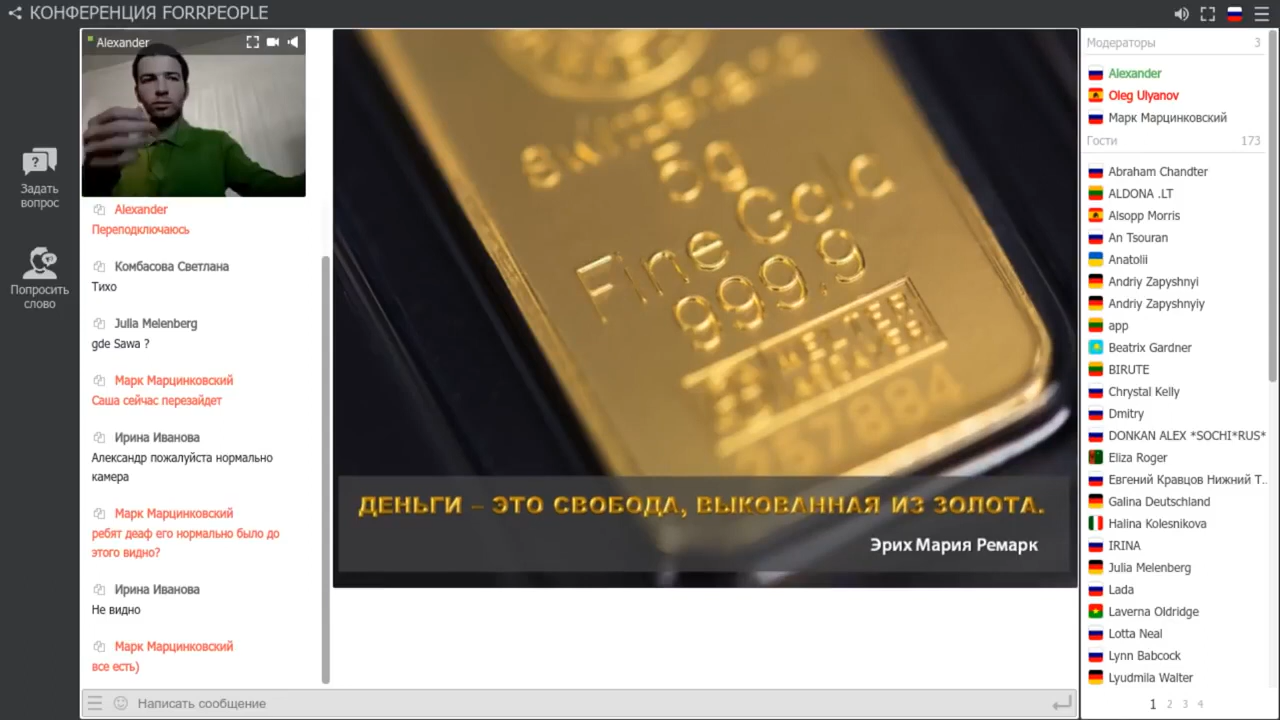 КОНФЕРЕНЦИЯ FORRPEOPLE
Задать
вопрос
Попросить
слово
Alexander
Alexander
Переподключаюсь
Комбасова Светлана
Тихо
Julia Melenberg
gde Sawa ?
Марк Марцинковский
Саша сейчас перезайдет
Ирина Иванова
Александр пожалуйста нормально
камера
Марк Марцинковский
ребят деаф его нормально было до
этого видно?
Ирина Иванова
Не видно
Марк Марцинковский
все есть)
Написать сообщение
5g
Fine Gold
999,9
ДЕНЬГИ – ЭТО СВОБОДА, ВЫКОВАННАЯ ИЗ ЗОЛОТА.
Эрих Мария Ремарк
Модераторы 3
Alexander
Oleg Ulyanov
Марк Марцинковский
Гости 173
Abraham Chandter
ALDONA .LT
Alsopp Morris
An Tsouran
Anatolii
Andriy Zapyshnyi
Andriy Zapyshnyiy
app
Beatrix Gardner
BIRUTE
Chrystal Kelly
Dmitry
DONKAN ALEX *SOCHI*RUS*
Eliza Roger
Евгений Кравцов Нижний Т..
Galina Deutschland
Halina Kolesnikova
IRINA
Julia Melenberg
Lada
Laverna Oldridge
Lotta Neal
Lynn Babcock
Lyudmila Walter
1 2 3 4